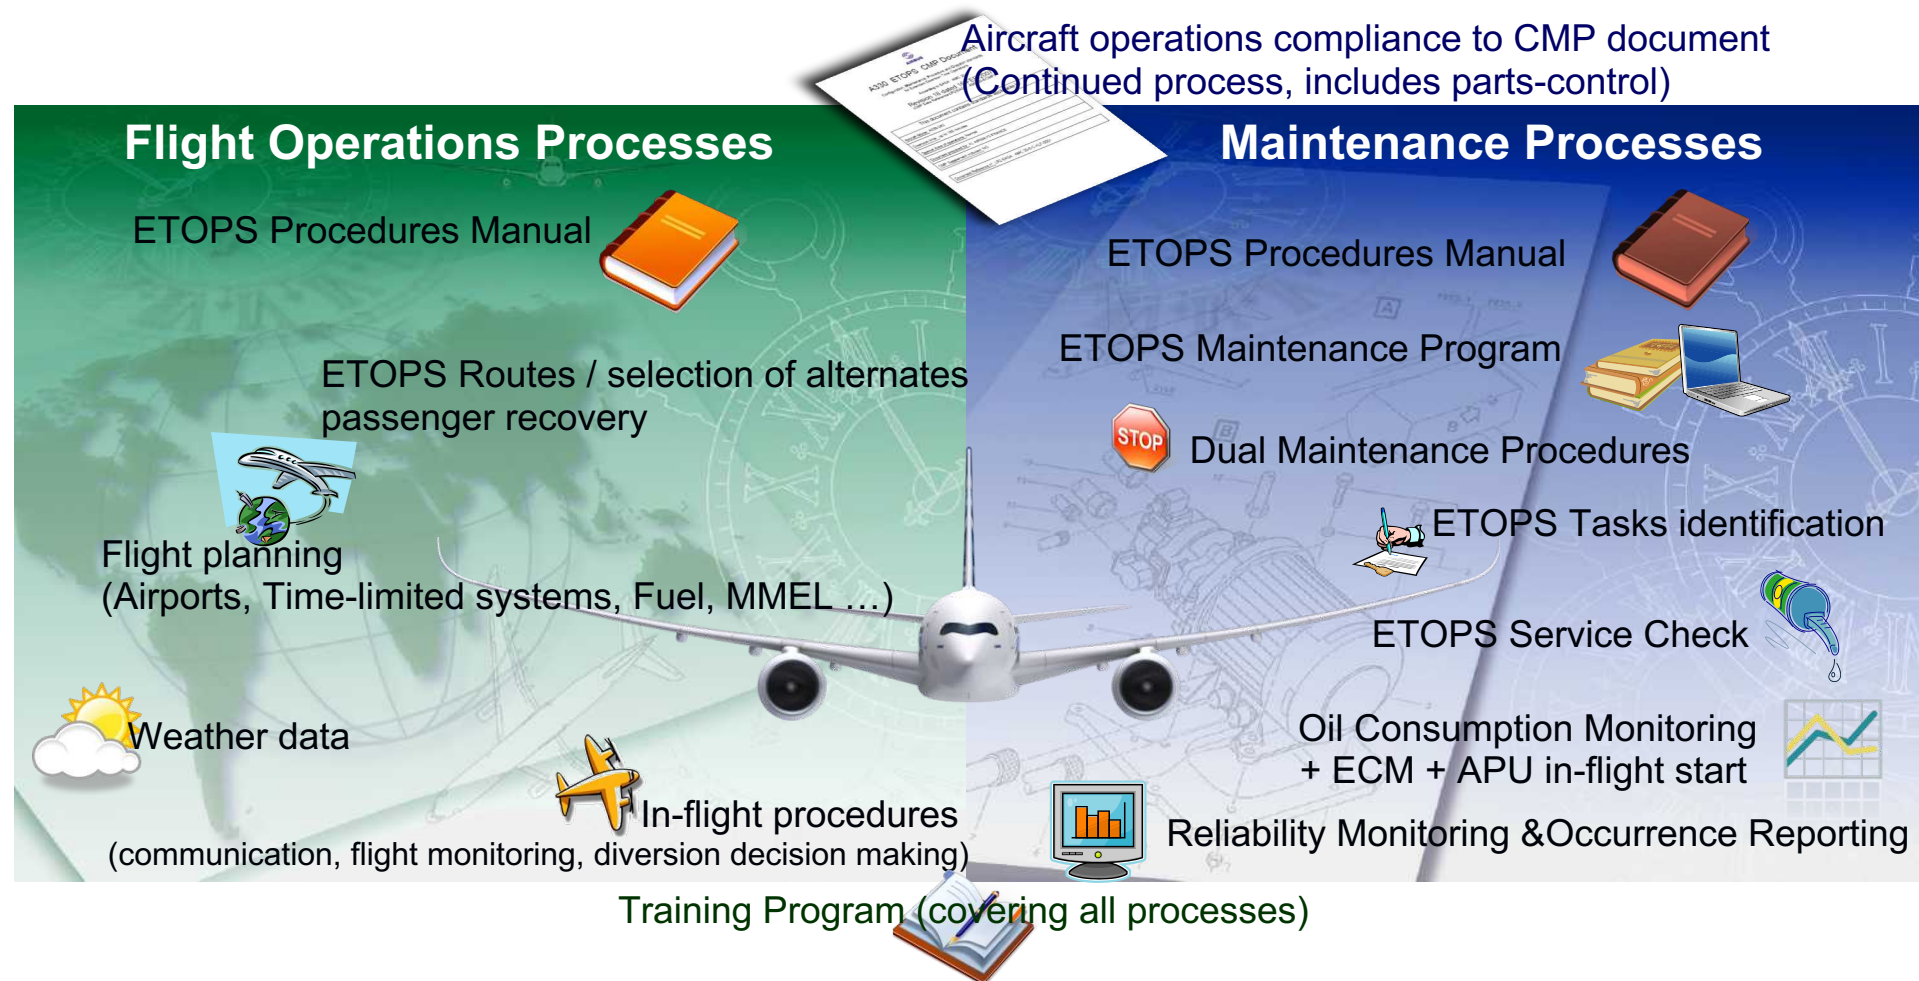 Aircraft operations compliance to CMP document
(Continued process, includes parts-control)
A330 ETOPS CMP Document
Flight Operations Processes
ETOPS Procedures Manual
ETOPS Routes / selection of alternates
passenger recovery
Flight planning
(Airports, Time-limited systems, Fuel, MMEL …)
Weather data
In-flight procedures
(communication, flight monitoring, diversion decision making)
Maintenance Processes
ETOPS Procedures Manual
ETOPS Maintenance Program
STOP
Dual Maintenance Procedures
ETOPS Tasks identification
ETOPS Service Check
Oil Consumption Monitoring
+ ECM + APU in-flight start
Reliability Monitoring &Occurrence Reporting
Training Program (covering all processes)